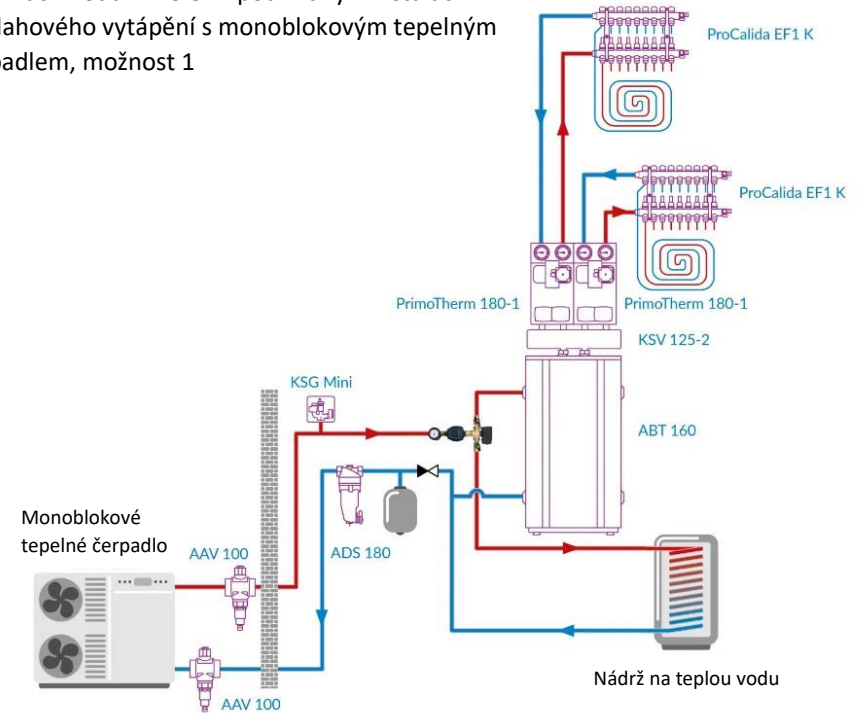 lahového vytápění s monoblokovým tepelným
adlem, možnost 1
ProCalida EF1 K
ProCalida EF1 K
PrimoTherm 180-1
PrimoTherm 180-1
KSV 125-2
KSG Mini
ABT 160
Monoblokové
tepelné čerpadlo
AAV 100
ADS 180
AAV 100
Nádrž na teplou vodu